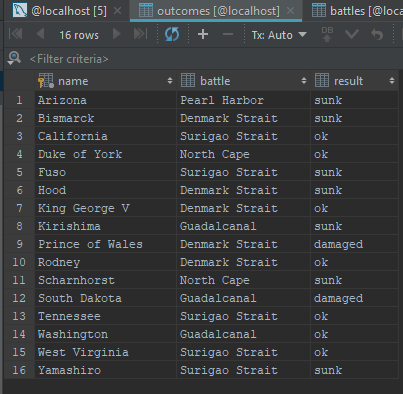 @localhost [5] outcomes [@localhost] battles [@loca
16 rows Tx: Auto DB
<Filter criteria>
name battle result
1 Arizona Pearl Harbor sunk
2 Bismarck Denmark Strait sunk
3 California Surigao Strait ok
4 Duke of York North Cape ok
5 Fuso Surigao Strait sunk
6 Hood Denmark Strait sunk
7 King George V Denmark Strait ok
8 Kirishima Guadalcanal sunk
9 Prince of Wales Denmark Strait damaged
10 Rodney Denmark Strait ok
11 Scharnhorst North Cape sunk
12 South Dakota Guadalcanal damaged
13 Tennessee Surigao Strait ok
14 Washington Guadalcanal ok
15 West Virginia Surigao Strait ok
16 Yamashiro Surigao Strait sunk